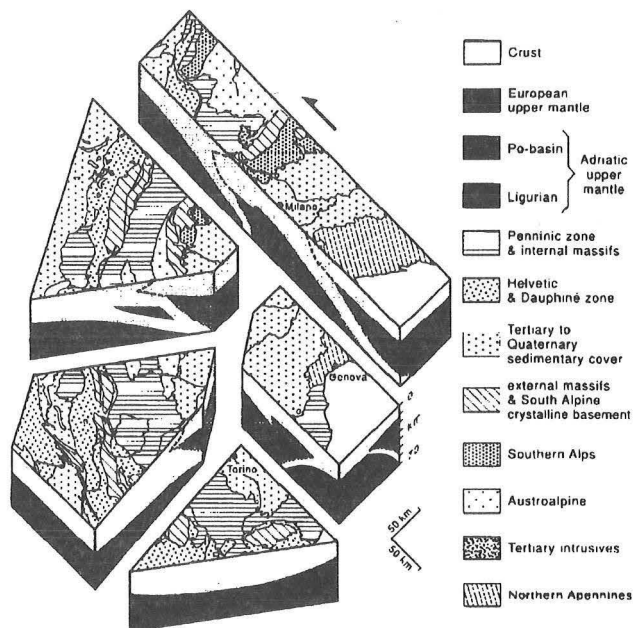 Milano
Genova
Torino
0
km
50 km
50 km
Crust
European
upper mantle
Po-basin
Ligurian
Adriatic
upper
mantle
Penninic zone
& internal massifs
Helvetic
& Dauphiné zone
Tertiary to
Quaternary
sedimentary cover
external massifs
& South Alpine
crystalline basement
Southern Alps
Austroalpine
Tertiary intrusives
Northern Apennines